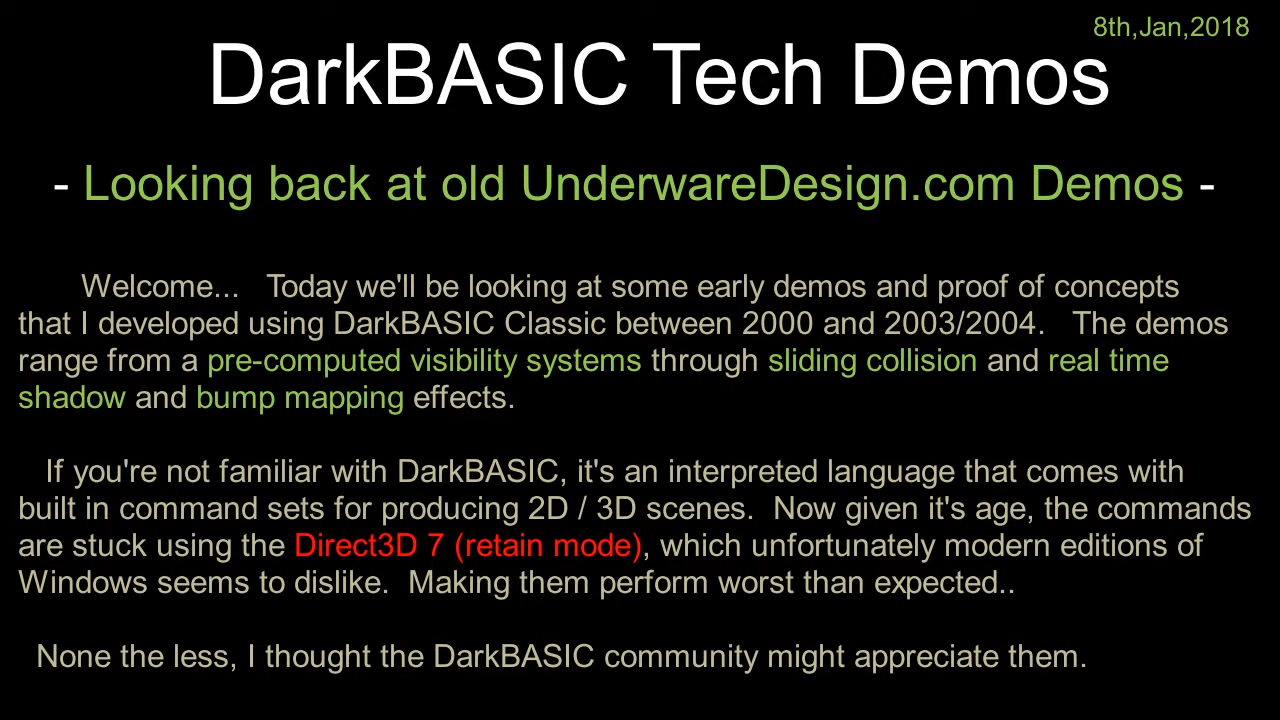 8th,Jan,2018
DarkBASIC Tech Demos
- Looking back at old UnderwareDesign.com Demos -
Welcome... Today we'll be looking at some early demos and proof of concepts
that I developed using DarkBASIC Classic between 2000 and 2003/2004. The demos
range from a pre-computed visibility systems through sliding collision and real time
shadow and bump mapping effects.
If you're not familiar with DarkBASIC, it's an interpreted language that comes with
built in command sets for producing 2D / 3D scenes. Now given it's age, the commands
are stuck using the Direct3D 7 (retain mode), which unfortunately modern editions of
Windows seems to dislike. Making them perform worst than expected..
None the less, I thought the DarkBASIC community might appreciate them.